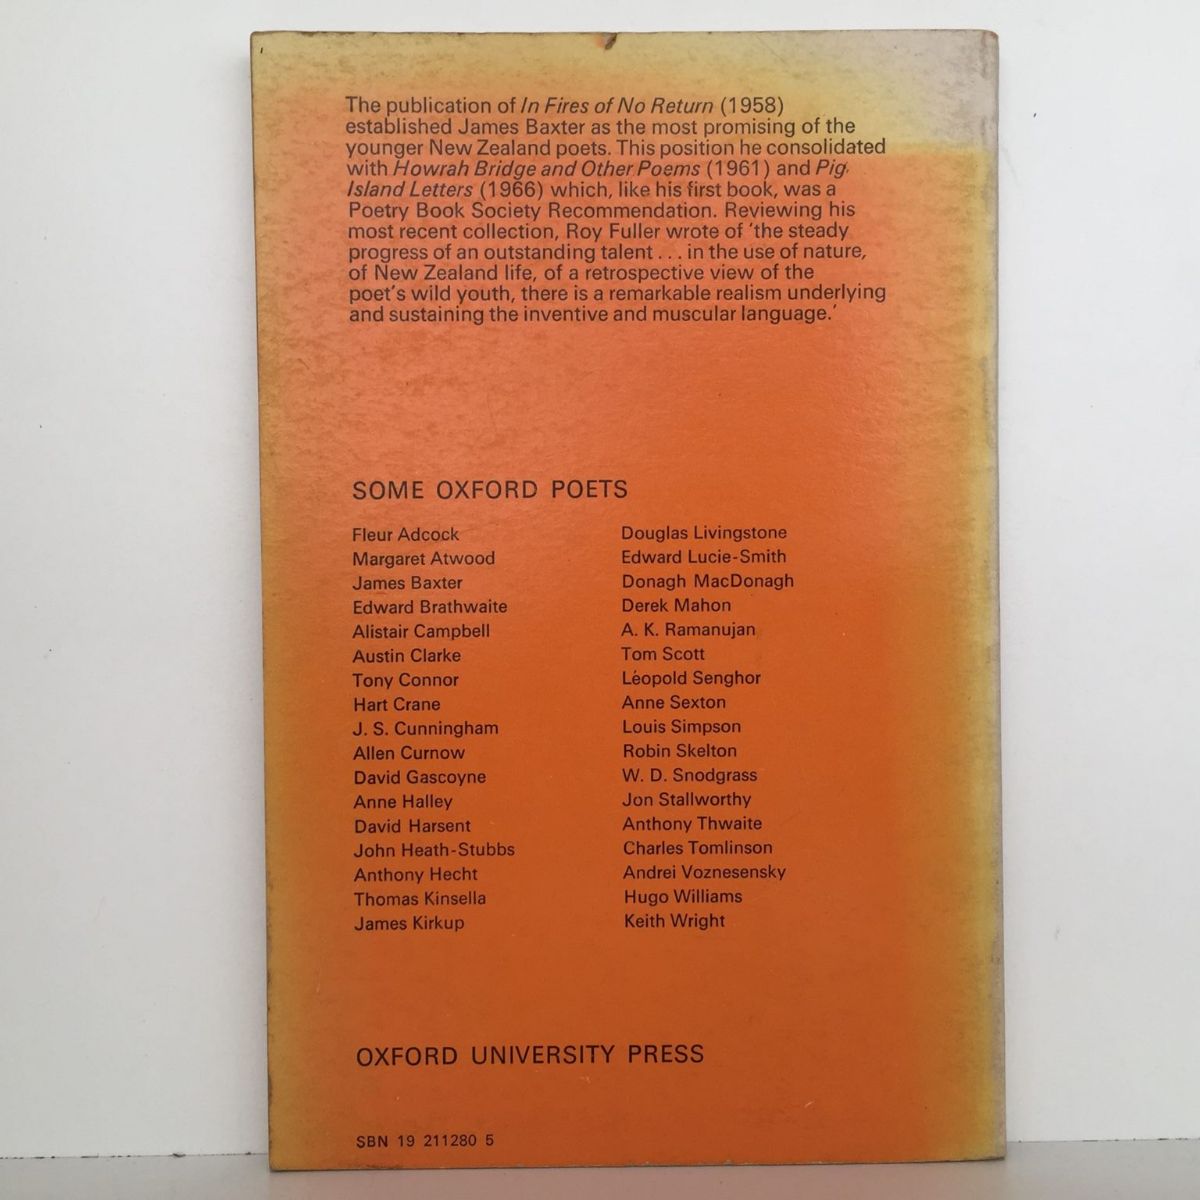 The publication of In Fires of No Return (1958)
established James Baxter as the most promising of the
younger New Zealand poets. This position he consolidated
with Howrah Bridge and Other Poems (1961) and Pig
Island Letters (1966) which, like his first book, was a
Poetry Book Society Recommendation. Reviewing his
most recent collection, Roy Fuller wrote of 'the steady
progress of an outstanding talent . . . in the use of nature,
of New Zealand life, of a retrospective view of the
poet's wild youth, there is a remarkable realism underlying
and sustaining the inventive and muscular language.'
SOME OXFORD POETS
Fleur Adcock
Margaret Atwood
James Baxter
Edward Brathwaite
Alistair Campbell
Austin Clarke
Tony Connor
Hart Crane
J. S. Cunningham
Allen Curnow
David Gascoyne
Anne Halley
David Harsent
John Heath-Stubbs
Anthony Hecht
Thomas Kinsella
James Kirkup
Douglas Livingstone
Edward Lucie-Smith
Donagh MacDonagh
Derek Mahon
A. K. Ramanujan
Tom Scott
Léopold Senghor
Anne Sexton
Louis Simpson
Robin Skelton
W. D. Snodgrass
Jon Stallworthy
Anthony Thwaite
Charles Tomlinson
Andrei Voznesensky
Hugo Williams
Keith Wright
OXFORD UNIVERSITY PRESS
SBN 19 211280 5